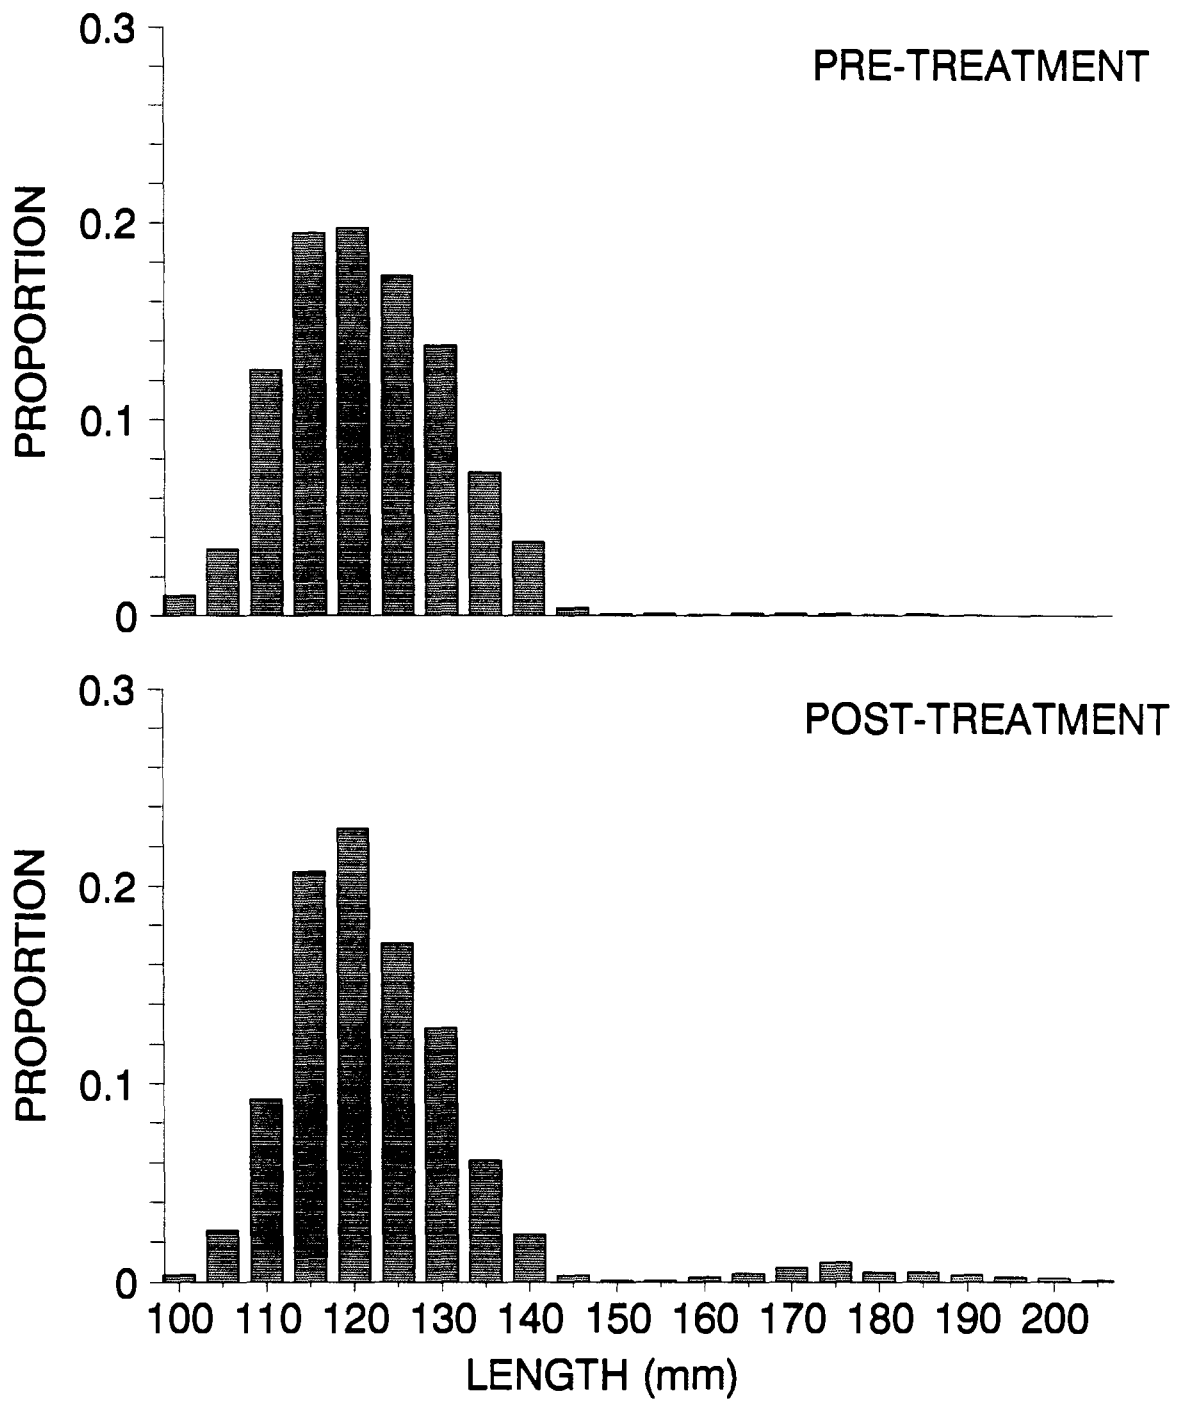 0.3
PRE-TREATMENT
0.2
0.1
0
PROPORTION
0.3
POST-TREATMENT
0.2
0.1
0
PROPORTION
100 110 120 130 140 150 160 170 180 190 200
LENGTH (mm)